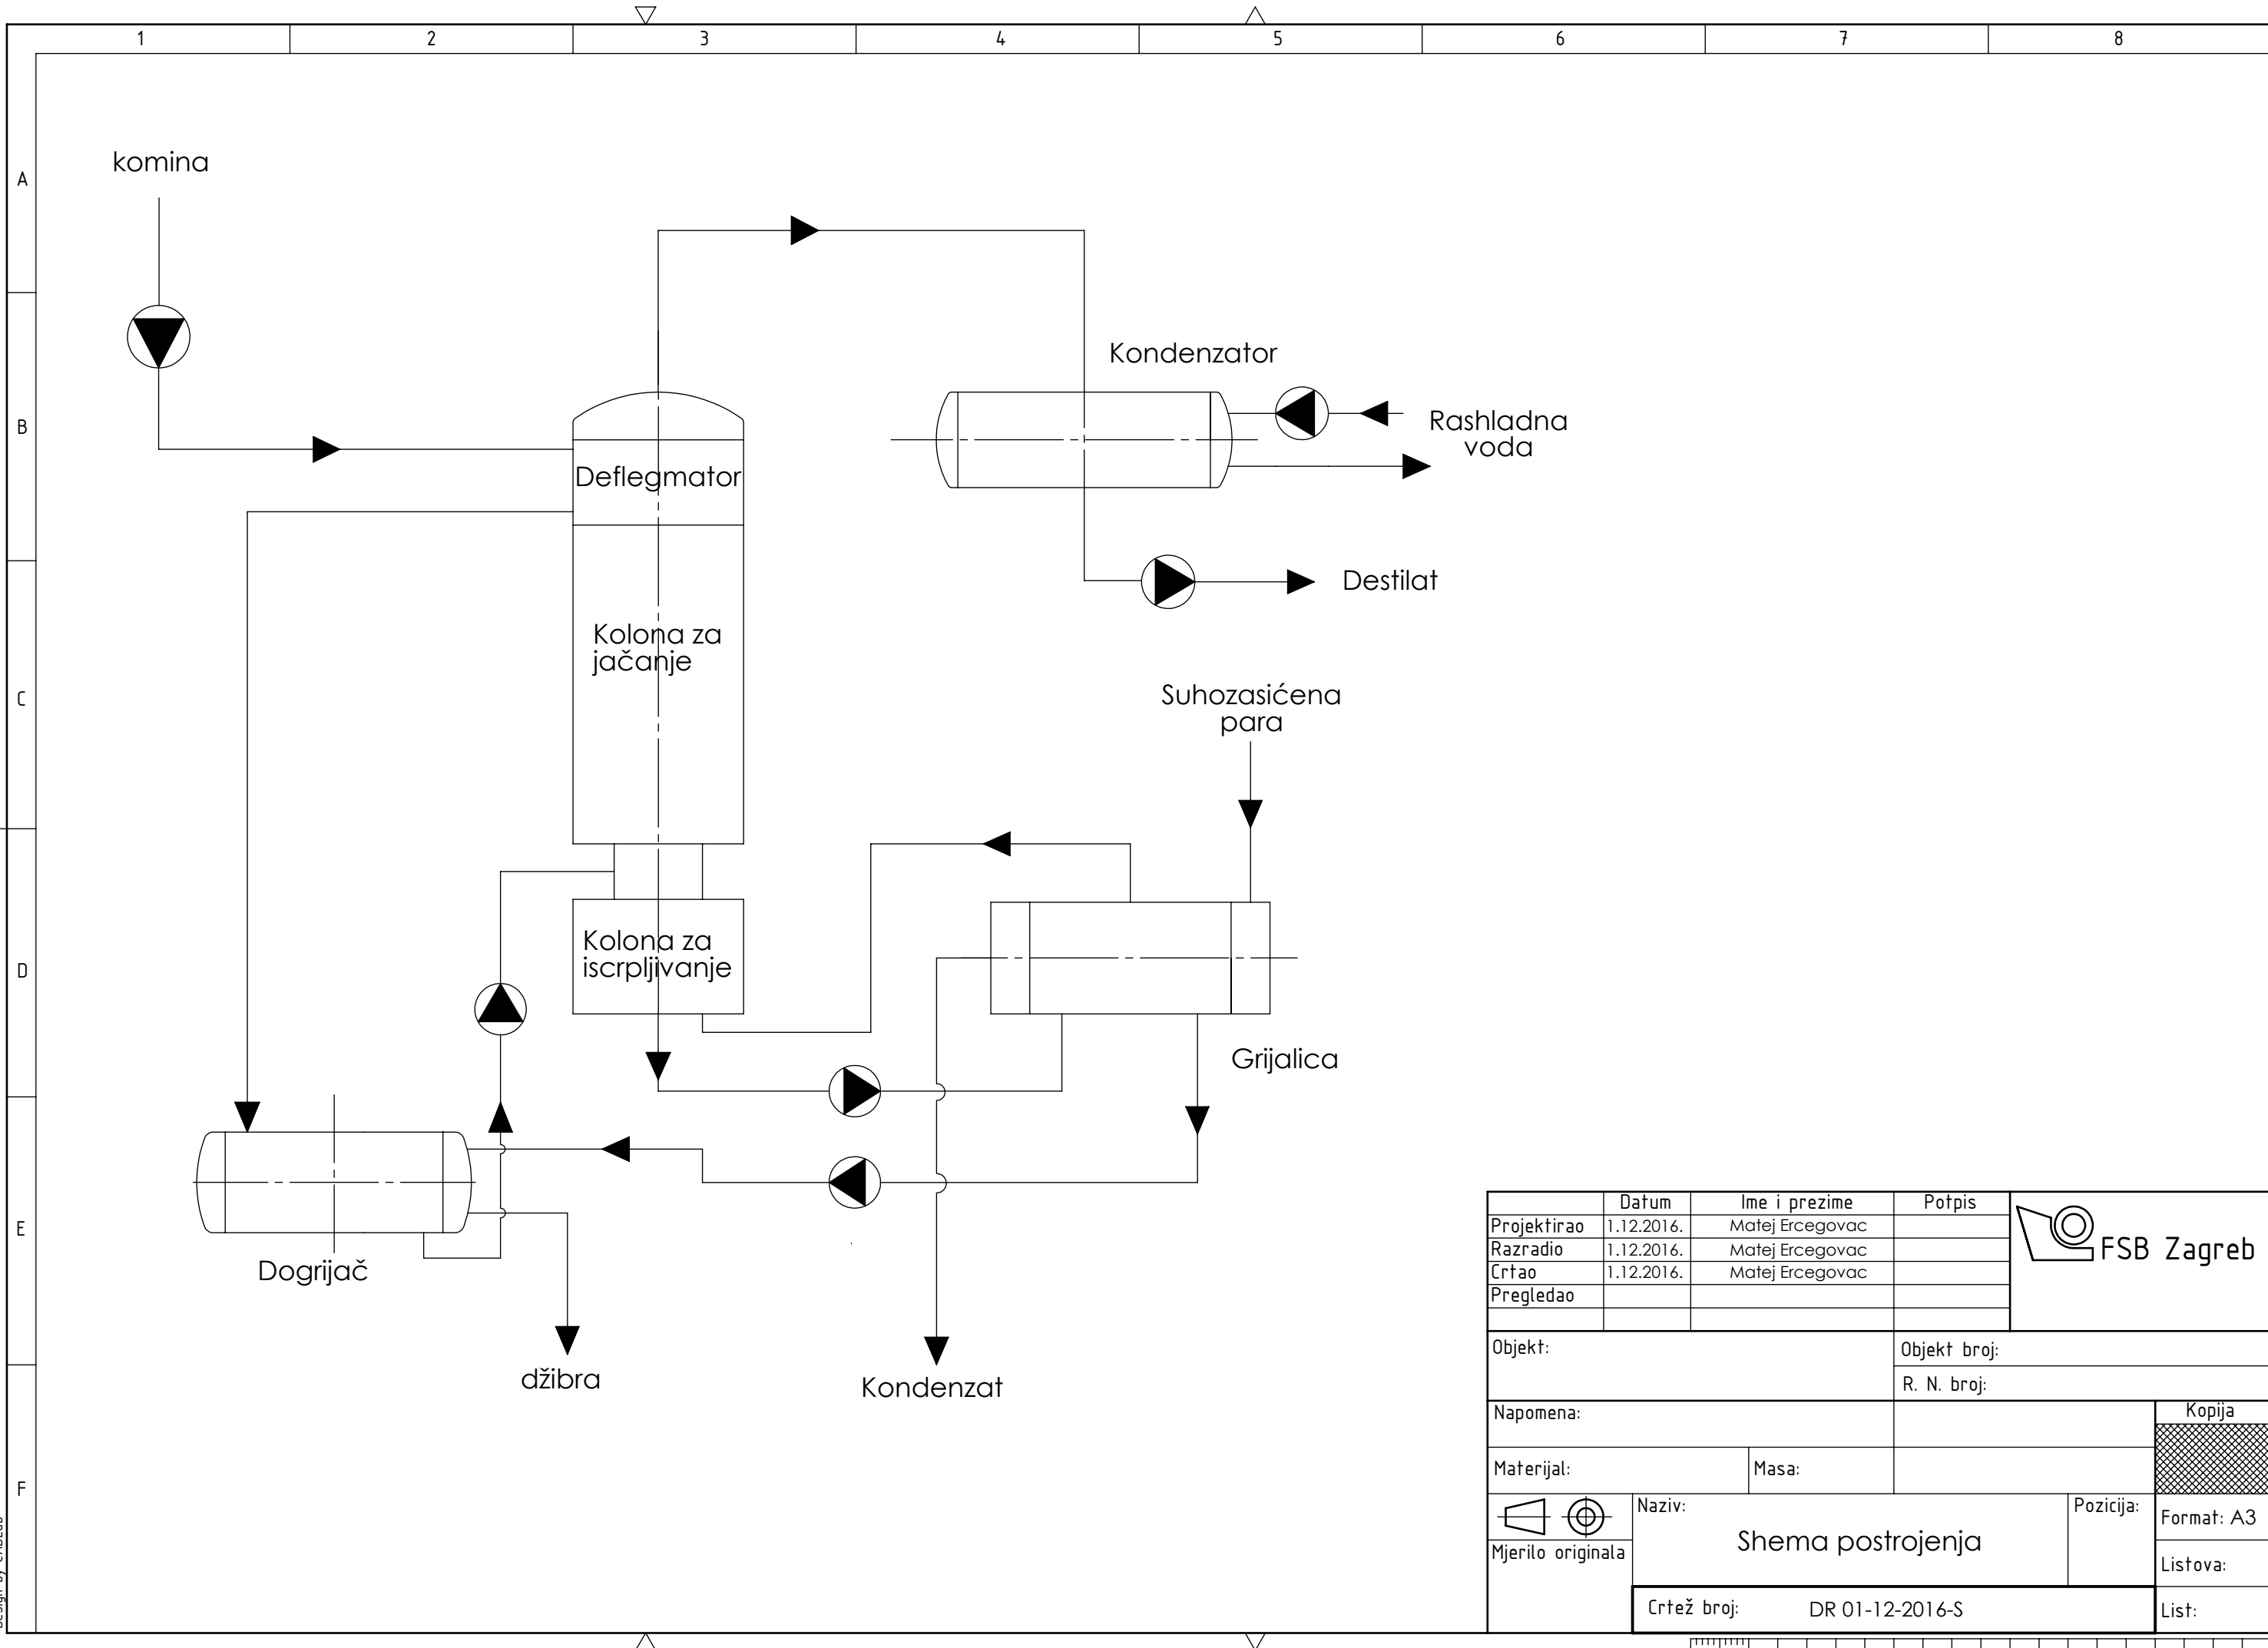 1 2 3 4 5 6 7 8
A
B
C
D
E
F
komina
Deflegmator
Kolona za
jačanje
Kolona za
iscrpljivanje
Kondenzator
Rashladna
voda
Destilat
Suhozasićena
para
Grijalica
Dogrijač
džibra
Kondenzat
Datum Ime i prezime Potpis
Projektirao 1.12.2016. Matej Ercegovac
Razradio 1.12.2016. Matej Ercegovac
Crtao 1.12.2016. Matej Ercegovac
Pregledao
FSB Zagreb
Objekt:
Objekt broj:
R. N. broj:
Napomena:
Kopija
Materijal:
Masa:
Naziv:
Shema postrojenja
Pozicija:
Format: A3
Mjerilo originala
Listova:
Crtež broj: DR 01-12-2016-S
List: